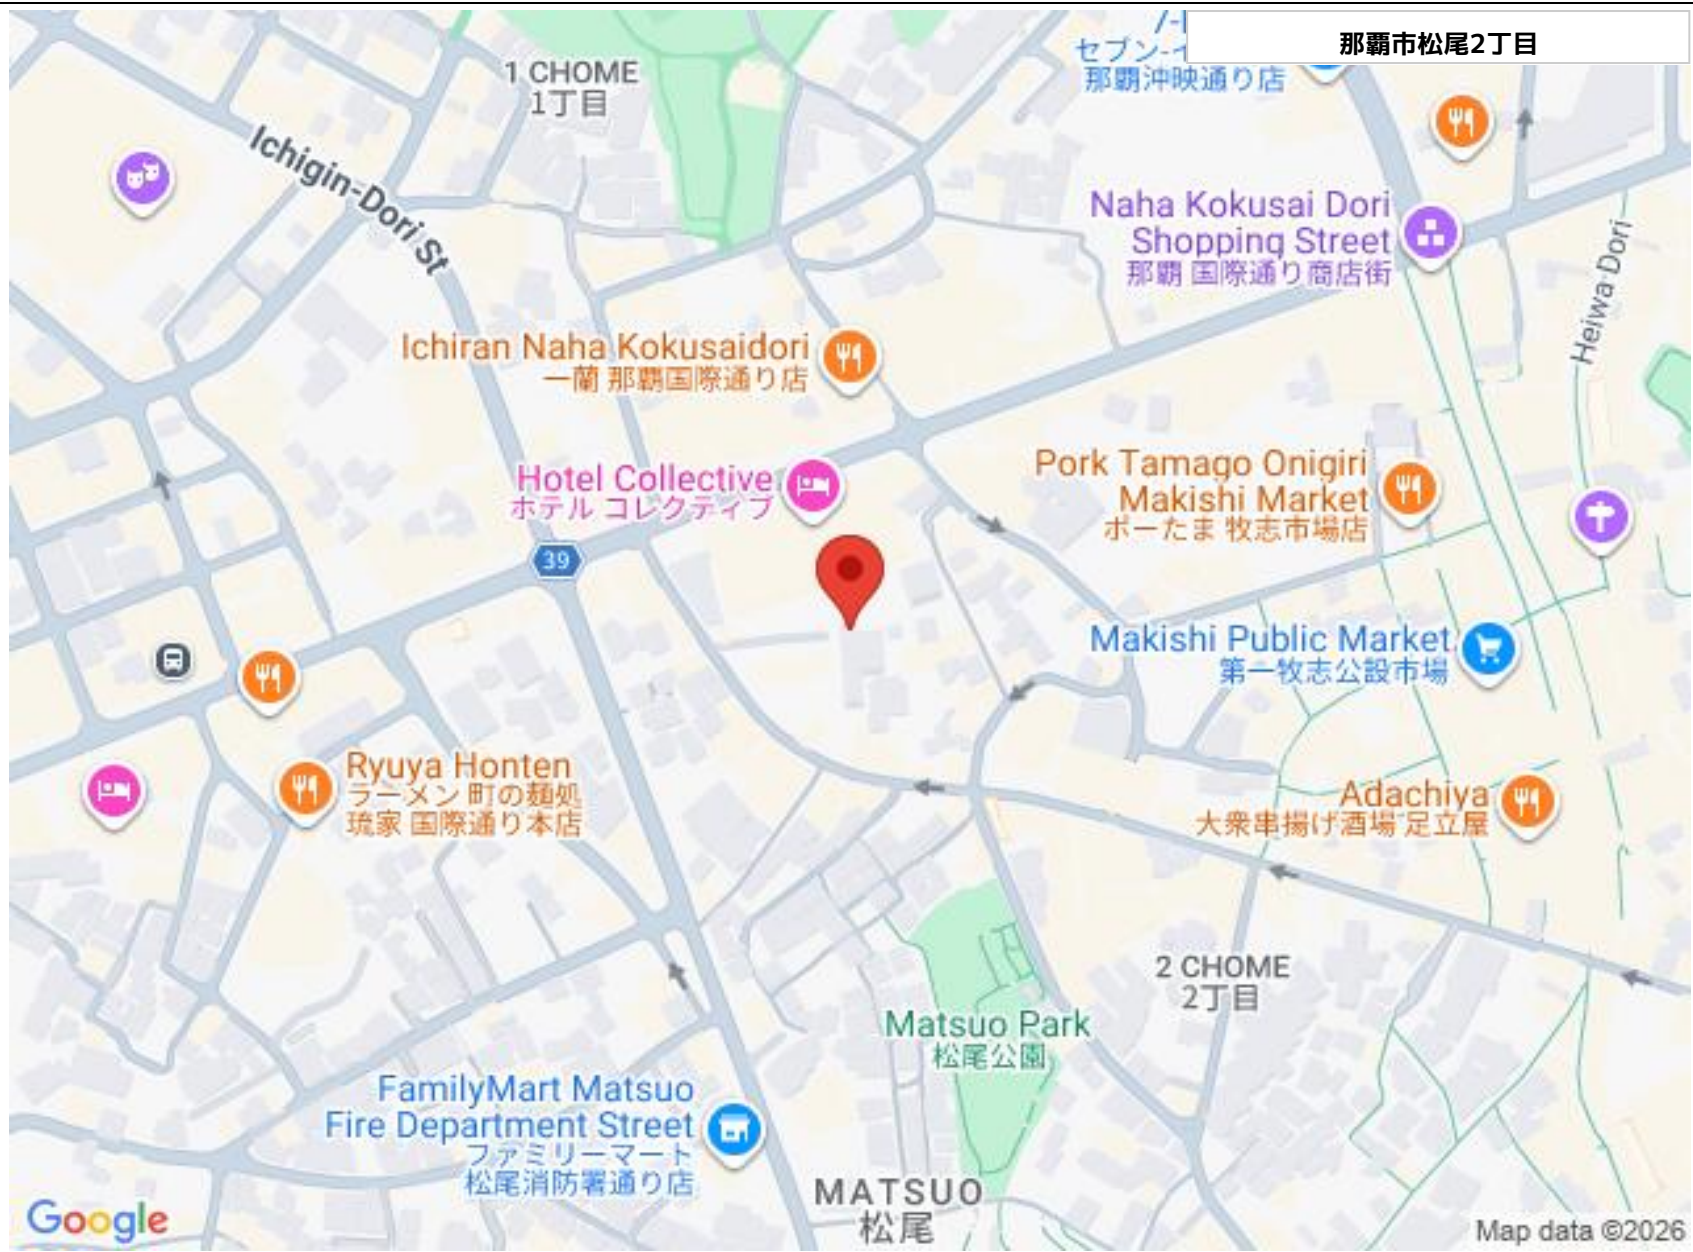 7-
セブン-イ
那覇沖映通り店
那覇市松尾2丁目
1 CHOME
1丁目
Ichigin-Dori St
Naha Kokusai Dori
Shopping Street
那覇 国際通り商店街
Heiwa Dori
Ichiran Naha Kokusaidori
一蘭 那覇国際通り店
Hotel Collective
ホテル コレクティブ
Pork Tamago Onigiri
Makishi Market
ポーたま 牧志市場店
39
Makishi Public Market
第一牧志公設市場
Ryuya Honten
ラーメン 町の麺処
琉家 国際通り本店
Adachiya
大衆串揚げ酒場 足立屋
2 CHOME
2丁目
Matsuo Park
松尾公園
FamilyMart Matsuo
Fire Department Street
ファミリーマート
松尾消防署通り店
MATSUO
松尾
Google
Map data ©2026